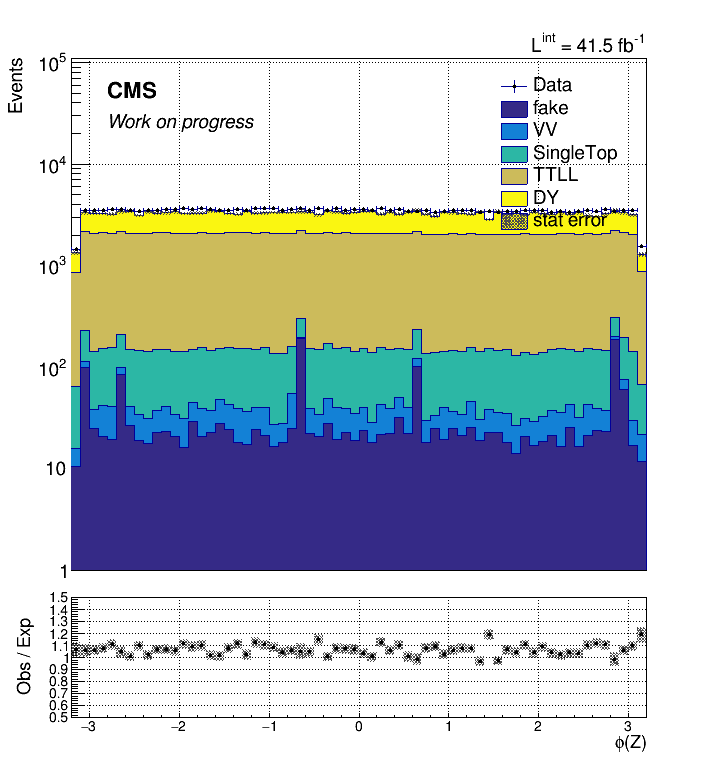 L^int = 41.5 fb^-1
Events
10^5
10^4
10^3
10^2
10
1
CMS
Work on progress
Data
fake
VV
SingleTop
TTLL
DY
stat error
Obs / Exp
1.5
1.4
1.3
1.2
1.1
1
0.9
0.8
0.7
0.6
0.5
−3 −2 −1 0 1 2 3
ϕ(Z)